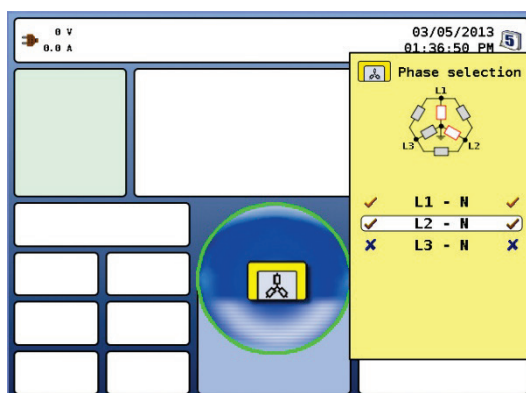 0 V
0.0 A
03/05/2013
01:36:50 PM
5
Phase selection
L1
L3
L2
L1 - N
L2 - N
L3 - N